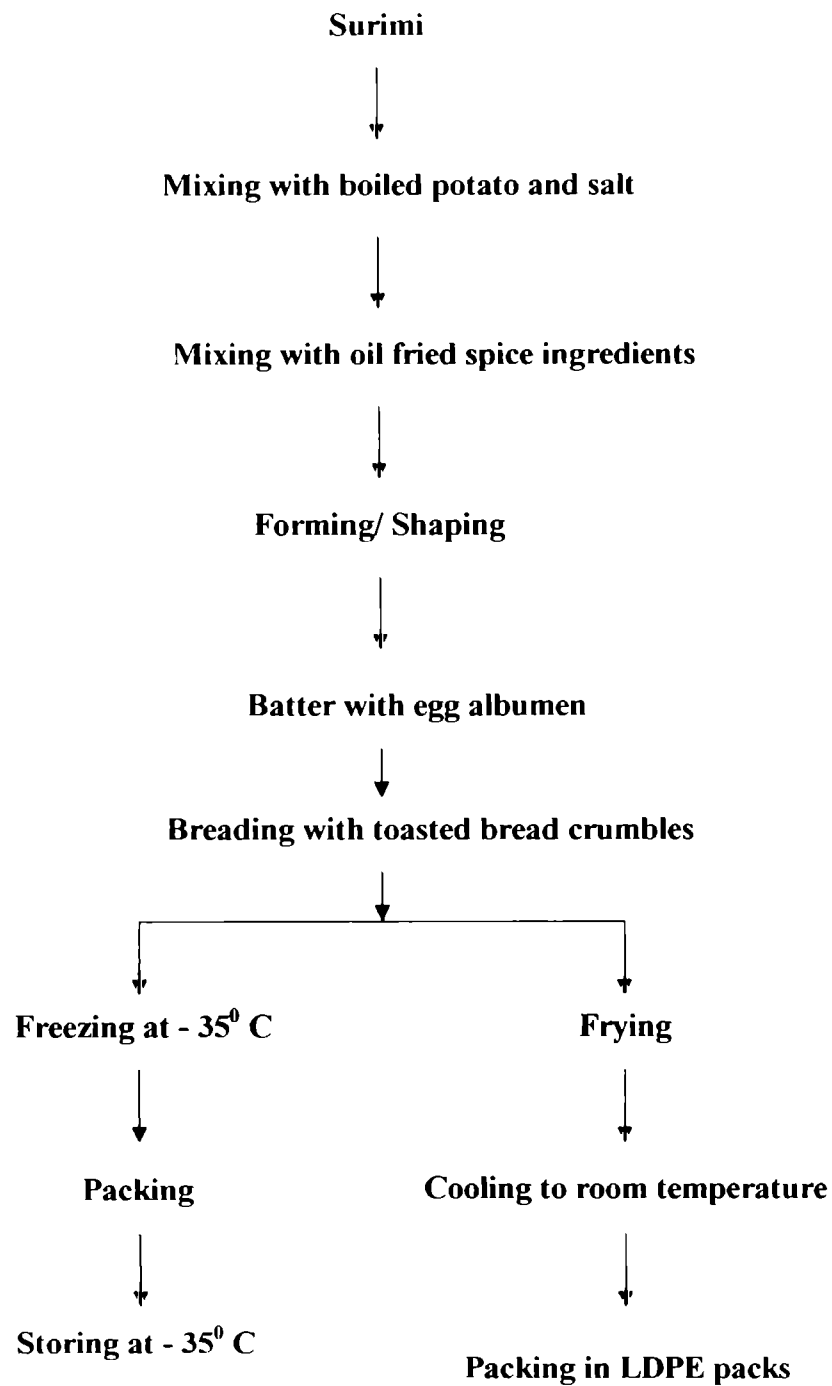 Surimi
Mixing with boiled potato and salt
Mixing with oil fried spice ingredients
Forming/ Shaping
Batter with egg albumen
Breading with toasted bread crumbles
Freezing at - 35⁰ C
Packing
Storing at - 35⁰ C
Frying
Cooling to room temperature
Packing in LDPE packs